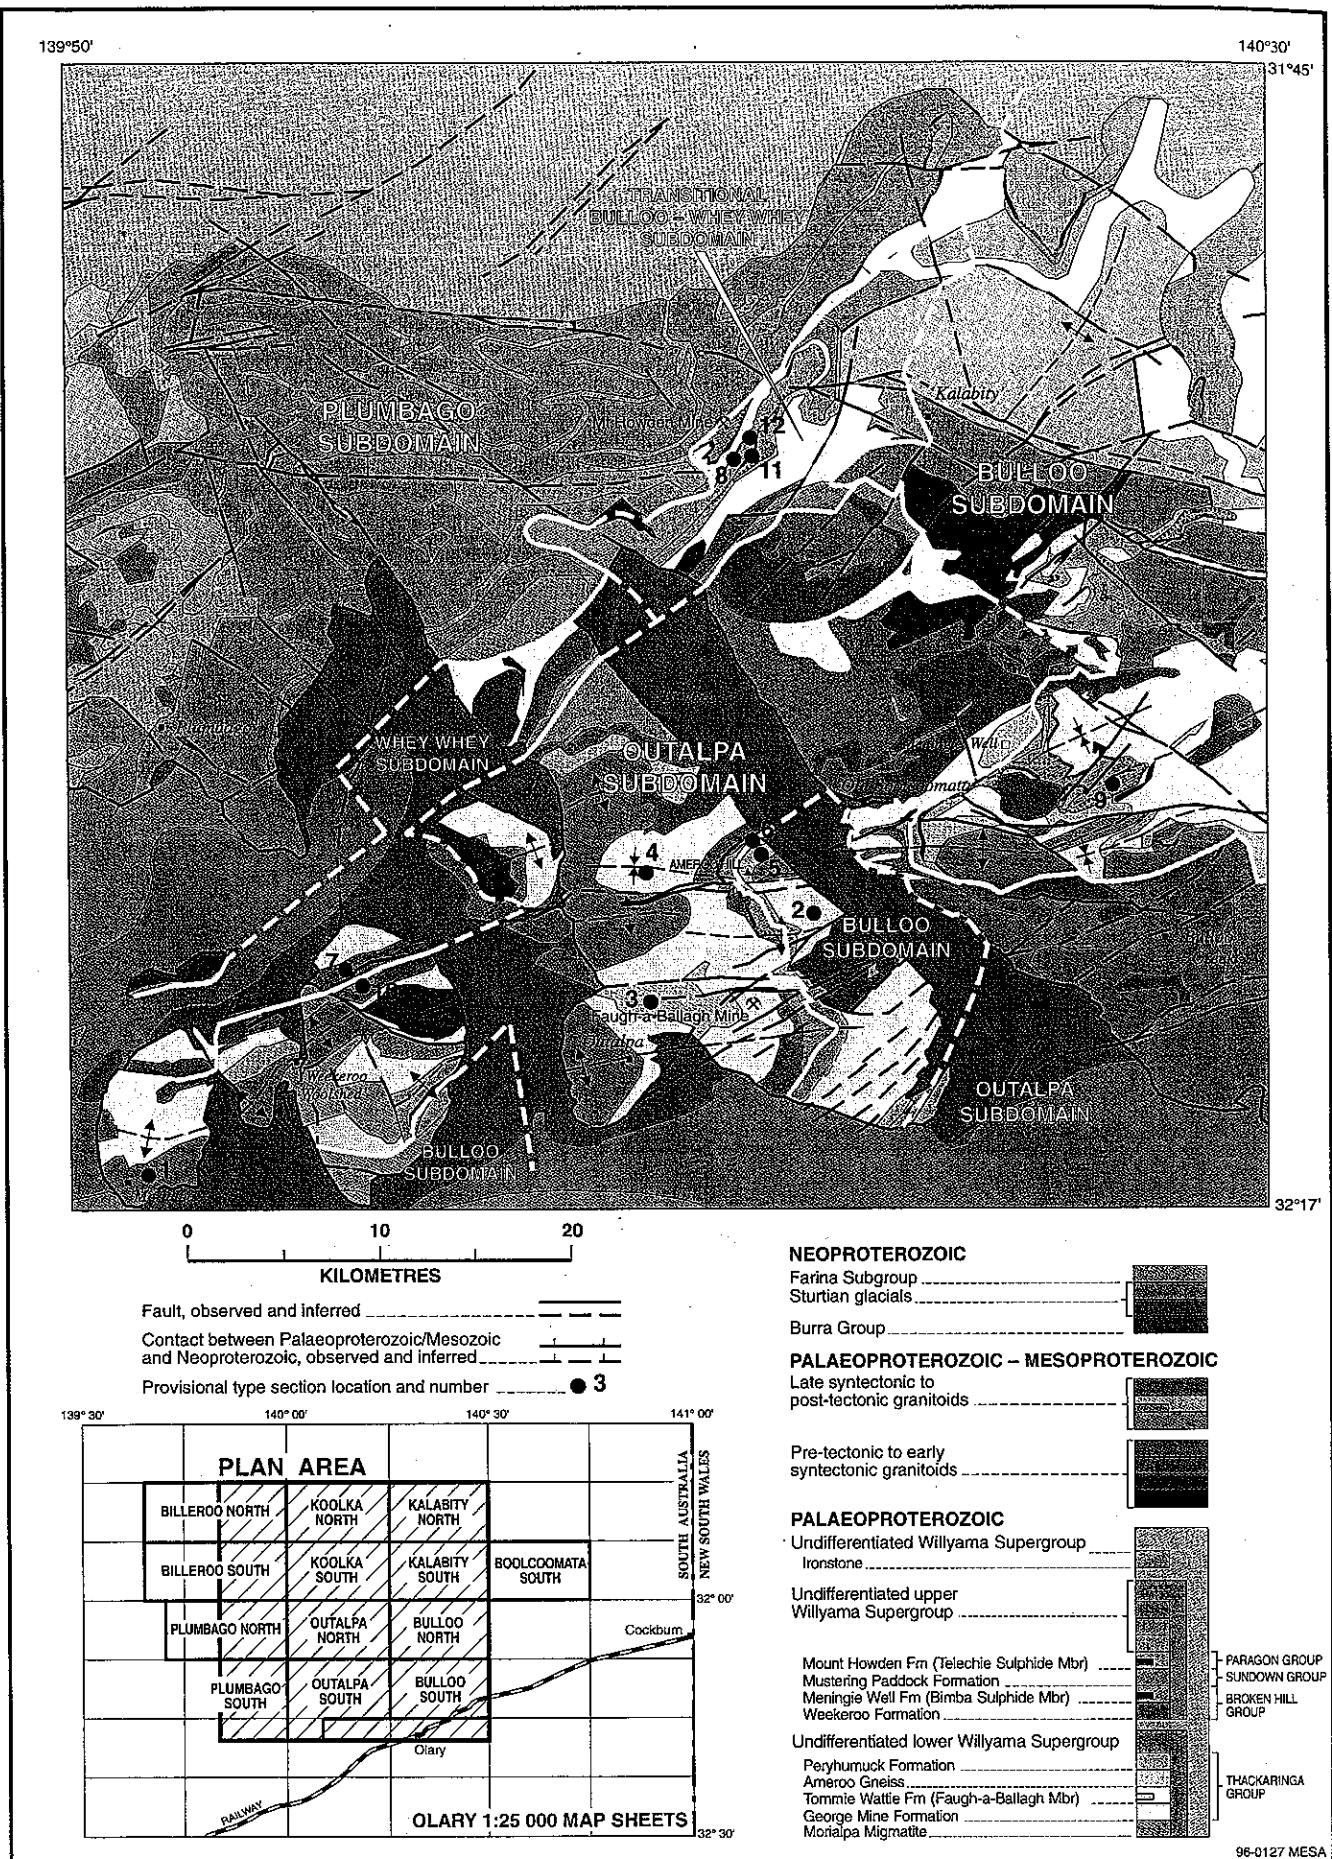 139°50'
140°30'
31°45'
TRANSITIONAL
BULLOO – WHEY WHEY
SUBDOMAIN
Kalabity
PLUMBAGO
SUBDOMAIN
Mt Howden Mine
12
8
11
BULLOO
SUBDOMAIN
WHEY WHEY
SUBDOMAIN
OUTALPA
SUBDOMAIN
Well
9
4
6
AMEROO HILL
5
2
BULLOO
SUBDOMAIN
7
10
3
Faugh-a-Ballagh Mine
Outalpa
Weekeroo
Woolshed
OUTALPA
SUBDOMAIN
BULLOO
SUBDOMAIN
1
32°17'
0 10 20
KILOMETRES
Fault, observed and inferred
Contact between Palaeoproterozoic/Mesozoic
and Neoproterozoic, observed and inferred
Provisional type section location and number 3
NEOPROTEROZOIC
Farina Subgroup
Sturtian glacials
Burra Group
PALAEOPROTEROZOIC – MESOPROTEROZOIC
Late syntectonic to
post-tectonic granitoids
Pre-tectonic to early
syntectonic granitoids
PALAEOPROTEROZOIC
Undifferentiated Willyama Supergroup
Ironstone
Undifferentiated upper
Willyama Supergroup
Mount Howden Fm (Telechie Sulphide Mbr) PARAGON GROUP
Mustering Paddock Formation SUNDOWN GROUP
Meningie Well Fm (Bimba Sulphide Mbr) BROKEN HILL
Weekeroo Formation GROUP
Undifferentiated lower Willyama Supergroup
Peryhumuck Formation
Ameroo Gneiss THACKARINGA
Tommie Wattie Fm (Faugh-a-Ballagh Mbr) GROUP
George Mine Formation
Morialpa Migmatite
139° 30' 140° 00' 140° 30' 141° 00'
PLAN AREA
SOUTH AUSTRALIA
NEW SOUTH WALES
BILLEROO NORTH
KOOLKA
NORTH
KALABITY
NORTH
BILLEROO SOUTH
KOOLKA
SOUTH
KALABITY
SOUTH
BOOLCOOMATA
SOUTH
32° 00'
PLUMBAGO NORTH
OUTALPA
NORTH
BULLOO
NORTH
Cockburn
PLUMBAGO
SOUTH
OUTALPA
SOUTH
BULLOO
SOUTH
Olary
RAILWAY
OLARY 1:25 000 MAP SHEETS
32° 30'
96-0127 MESA